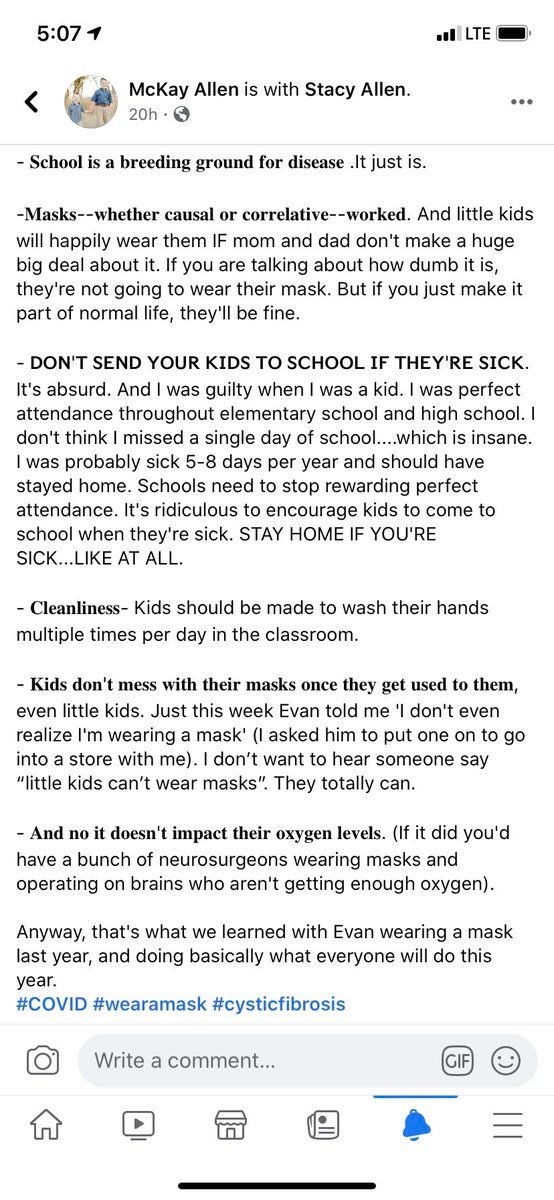 5:07
LTE
McKay Allen is with Stacy Allen.
20h ·
- School is a breeding ground for disease .It just is.
-Masks--whether causal or correlative--worked. And little kids
will happily wear them IF mom and dad don't make a huge
big deal about it. If you are talking about how dumb it is,
they're not going to wear their mask. But if you just make it
part of normal life, they'll be fine.
- DON'T SEND YOUR KIDS TO SCHOOL IF THEY'RE SICK.
It's absurd. And I was guilty when I was a kid. I was perfect
attendance throughout elementary school and high school. I
don't think I missed a single day of school....which is insane.
I was probably sick 5-8 days per year and should have
stayed home. Schools need to stop rewarding perfect
attendance. It's ridiculous to encourage kids to come to
school when they're sick. STAY HOME IF YOU'RE
SICK...LIKE AT ALL.
- Cleanliness- Kids should be made to wash their hands
multiple times per day in the classroom.
- Kids don't mess with their masks once they get used to them,
even little kids. Just this week Evan told me 'I don't even
realize I'm wearing a mask' (I asked him to put one on to go
into a store with me). I don’t want to hear someone say
“little kids can’t wear masks”. They totally can.
- And no it doesn't impact their oxygen levels. (If it did you'd
have a bunch of neurosurgeons wearing masks and
operating on brains who aren't getting enough oxygen).
Anyway, that's what we learned with Evan wearing a mask
last year, and doing basically what everyone will do this
year.
#COVID #wearamask #cysticfibrosis
Write a comment...
GIF